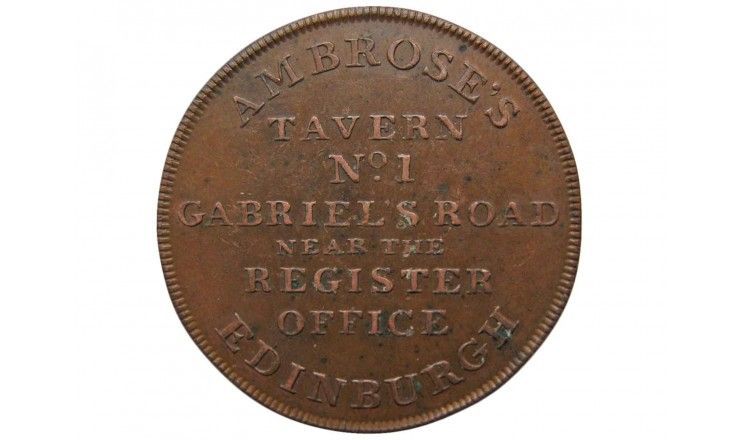 AMBROSE'S
TAVERN
Nº 1
GABRIEL'S ROAD
NEAR THE
REGISTER
OFFICE
EDINBURGH